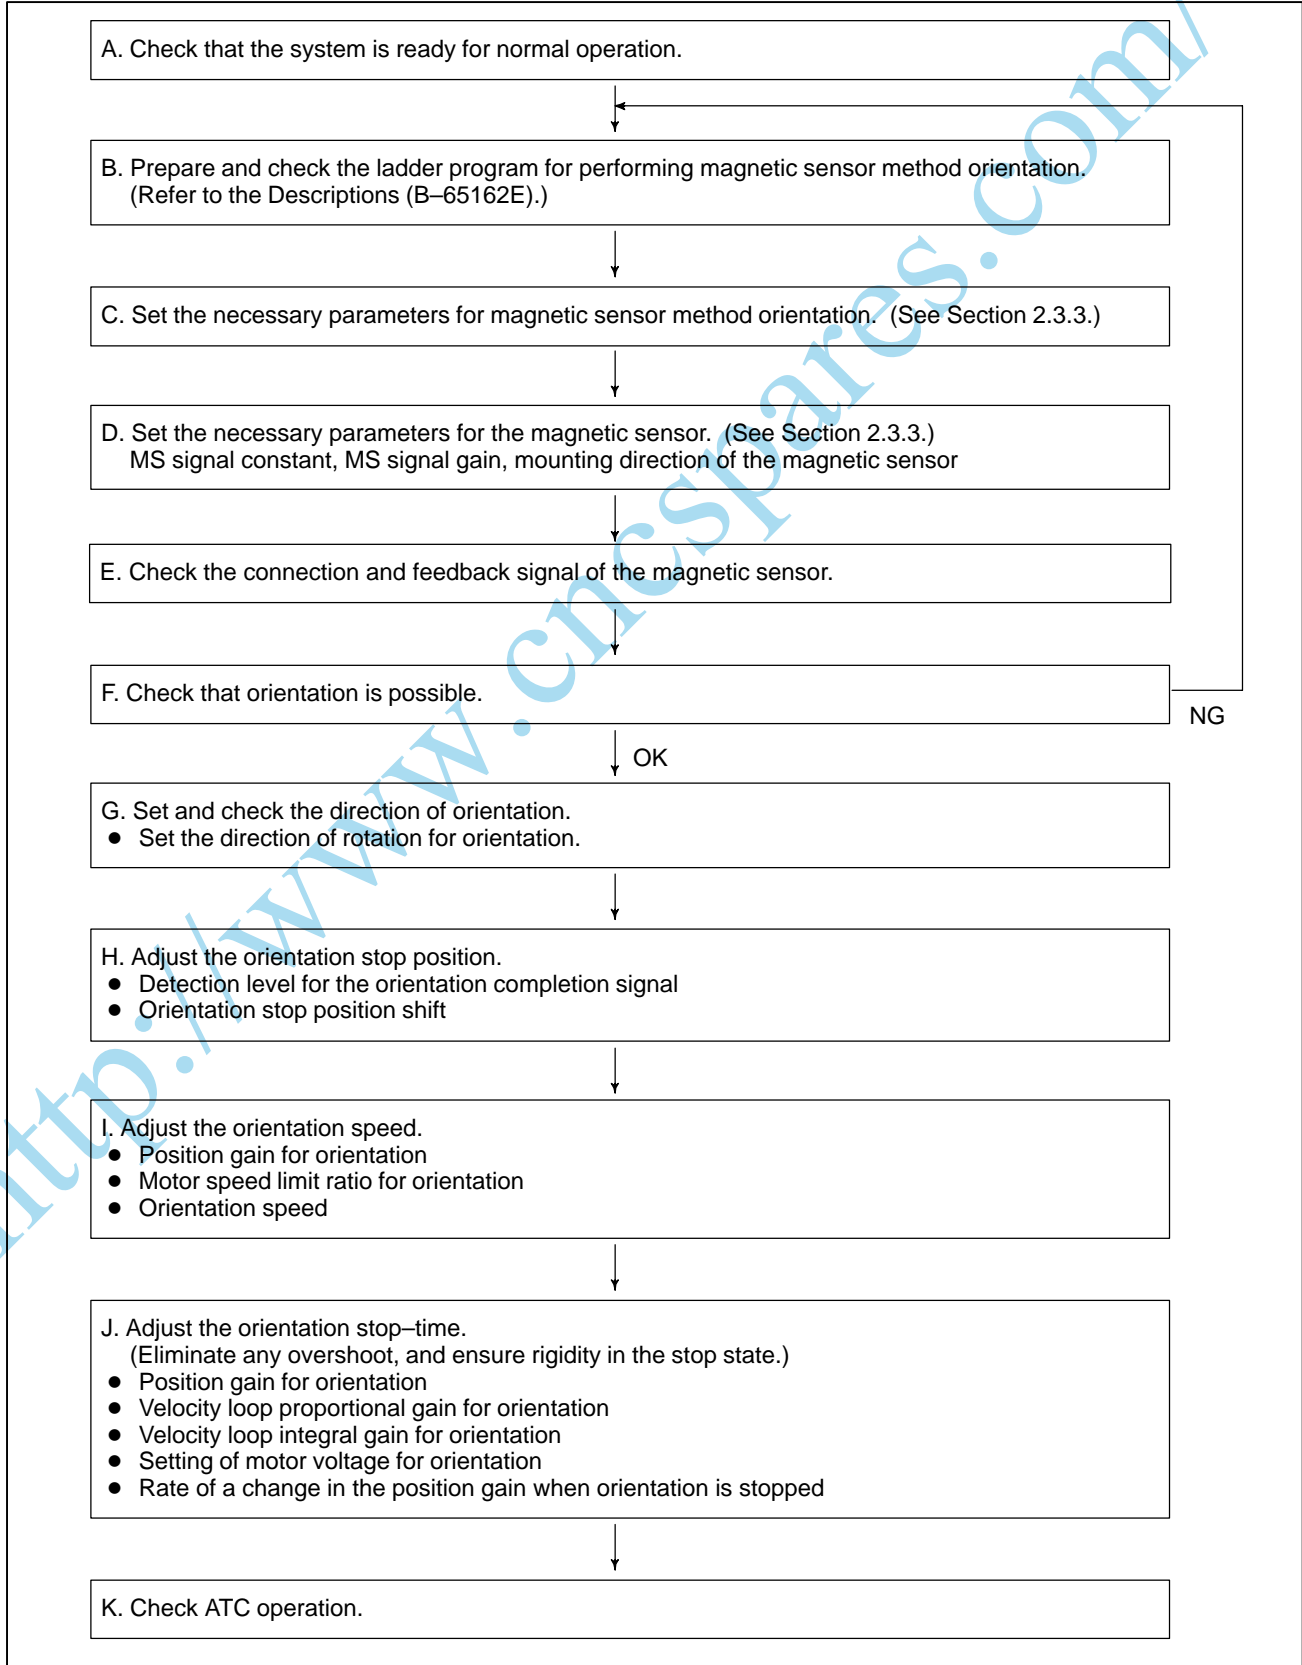 A. Check that the system is ready for normal operation.
B. Prepare and check the ladder program for performing magnetic sensor method orientation.
(Refer to the Descriptions (B–65162E).)
C. Set the necessary parameters for magnetic sensor method orientation. (See Section 2.3.3.)
D. Set the necessary parameters for the magnetic sensor. (See Section 2.3.3.)
MS signal constant, MS signal gain, mounting direction of the magnetic sensor
E. Check the connection and feedback signal of the magnetic sensor.
F. Check that orientation is possible.
NG
OK
G. Set and check the direction of orientation.
● Set the direction of rotation for orientation.
H. Adjust the orientation stop position.
● Detection level for the orientation completion signal
● Orientation stop position shift
I. Adjust the orientation speed.
● Position gain for orientation
● Motor speed limit ratio for orientation
● Orientation speed
J. Adjust the orientation stop–time.
(Eliminate any overshoot, and ensure rigidity in the stop state.)
● Position gain for orientation
● Velocity loop proportional gain for orientation
● Velocity loop integral gain for orientation
● Setting of motor voltage for orientation
● Rate of a change in the position gain when orientation is stopped
K. Check ATC operation.
http://www.cncspares.com/